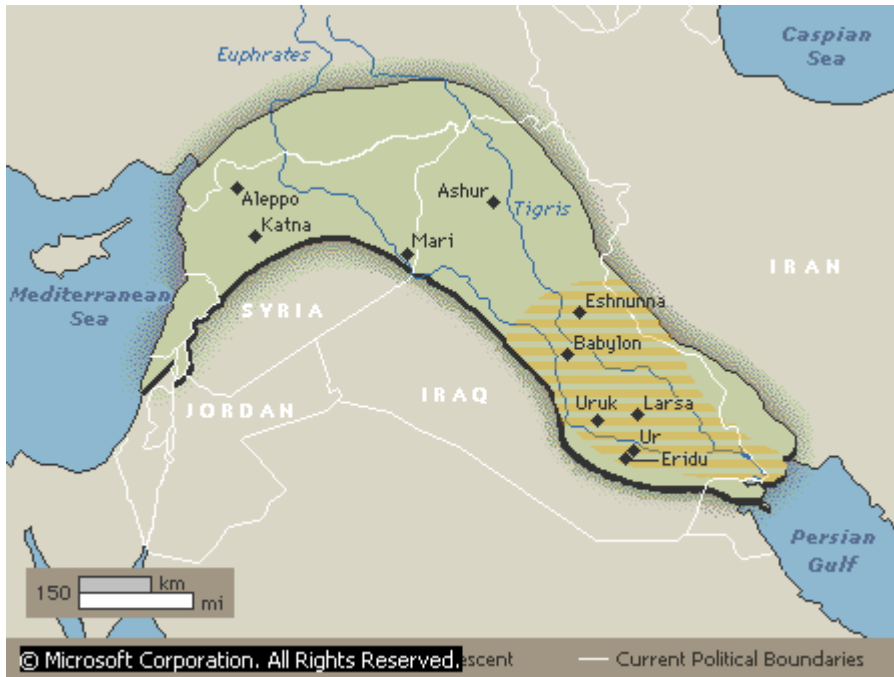 Caspian
Sea
Euphrates
Aleppo
Katna
Ashur
Tigris
Mari
IRAN
Mediterranean
Sea
SYRIA
Eshnunna
Babylon
JORDAN
IRAQ
Uruk
Larsa
Ur
Eridu
Persian
Gulf
150
km
mi
© Microsoft Corporation. All Rights Reserved.
Current Political Boundaries